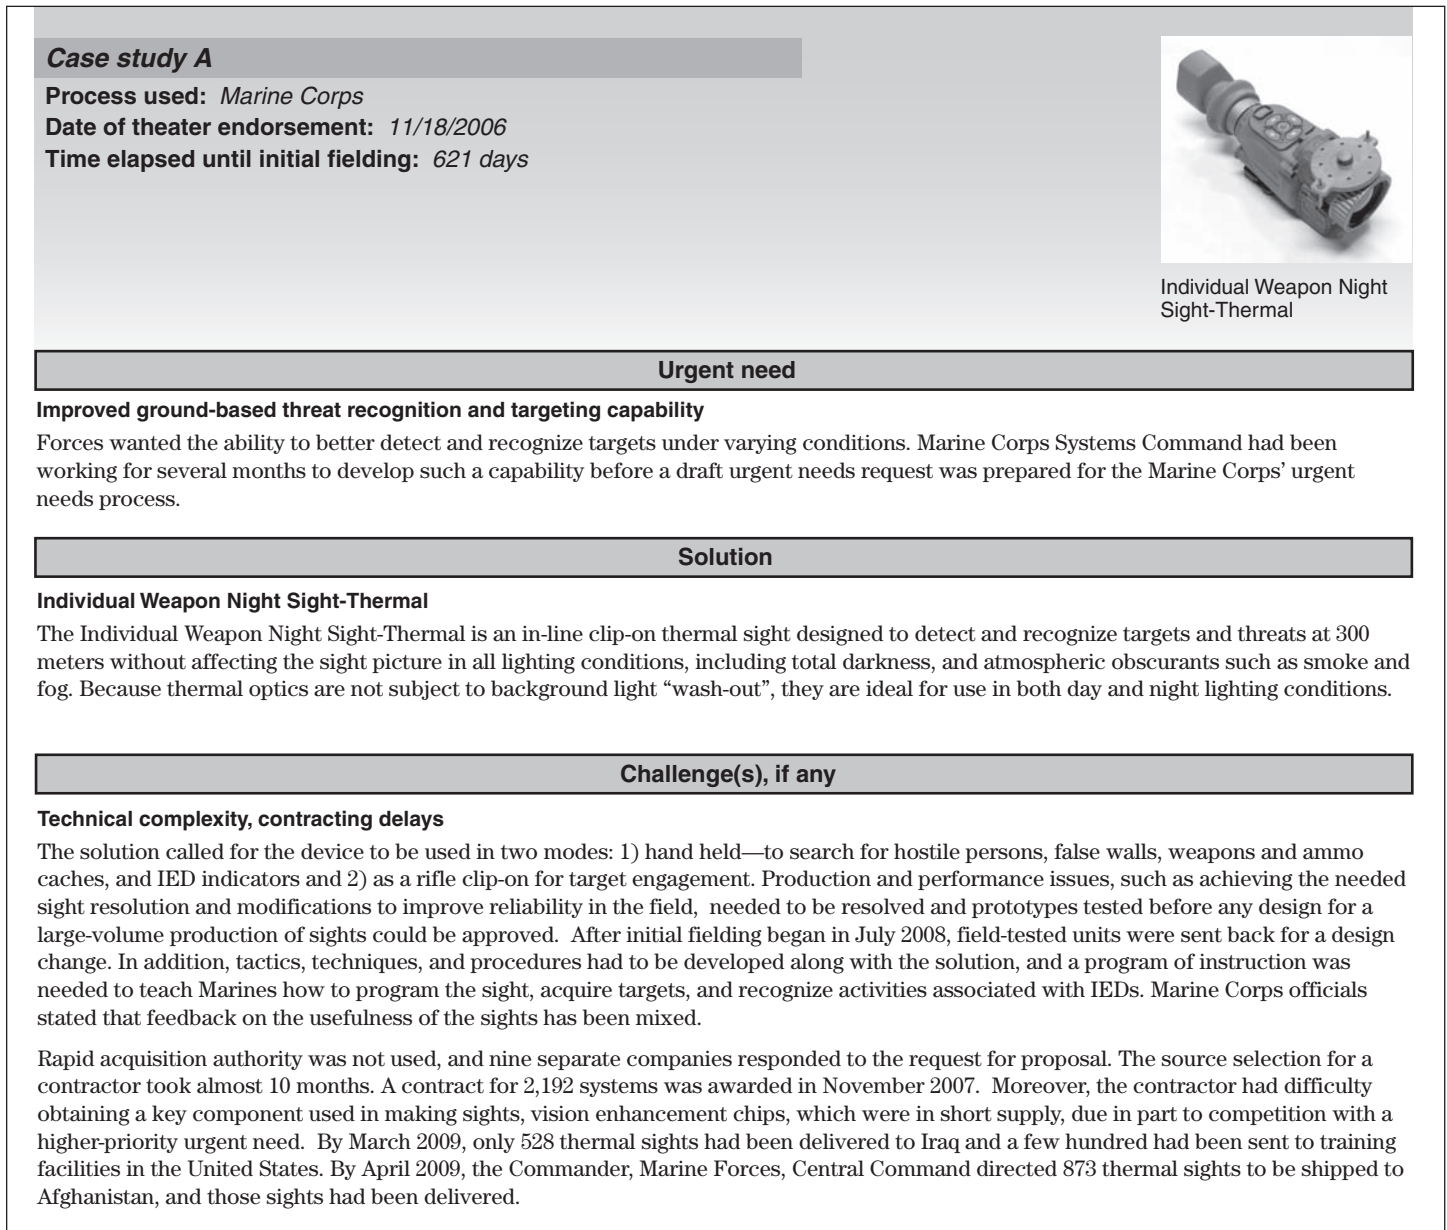 Case study A
Process used: Marine Corps
Date of theater endorsement: 11/18/2006
Time elapsed until initial fielding: 621 days
Individual Weapon Night
Sight-Thermal
Urgent need
Improved ground-based threat recognition and targeting capability
Forces wanted the ability to better detect and recognize targets under varying conditions. Marine Corps Systems Command had been
working for several months to develop such a capability before a draft urgent needs request was prepared for the Marine Corps’ urgent
needs process.
Solution
Individual Weapon Night Sight-Thermal
The Individual Weapon Night Sight-Thermal is an in-line clip-on thermal sight designed to detect and recognize targets and threats at 300
meters without affecting the sight picture in all lighting conditions, including total darkness, and atmospheric obscurants such as smoke and
fog. Because thermal optics are not subject to background light “wash-out”, they are ideal for use in both day and night lighting conditions.
Challenge(s), if any
Technical complexity, contracting delays
The solution called for the device to be used in two modes: 1) hand held—to search for hostile persons, false walls, weapons and ammo
caches, and IED indicators and 2) as a rifle clip-on for target engagement. Production and performance issues, such as achieving the needed
sight resolution and modifications to improve reliability in the field, needed to be resolved and prototypes tested before any design for a
large-volume production of sights could be approved. After initial fielding began in July 2008, field-tested units were sent back for a design
change. In addition, tactics, techniques, and procedures had to be developed along with the solution, and a program of instruction was
needed to teach Marines how to program the sight, acquire targets, and recognize activities associated with IEDs. Marine Corps officials
stated that feedback on the usefulness of the sights has been mixed.
Rapid acquisition authority was not used, and nine separate companies responded to the request for proposal. The source selection for a
contractor took almost 10 months. A contract for 2,192 systems was awarded in November 2007. Moreover, the contractor had difficulty
obtaining a key component used in making sights, vision enhancement chips, which were in short supply, due in part to competition with a
higher-priority urgent need. By March 2009, only 528 thermal sights had been delivered to Iraq and a few hundred had been sent to training
facilities in the United States. By April 2009, the Commander, Marine Forces, Central Command directed 873 thermal sights to be shipped to
Afghanistan, and those sights had been delivered.